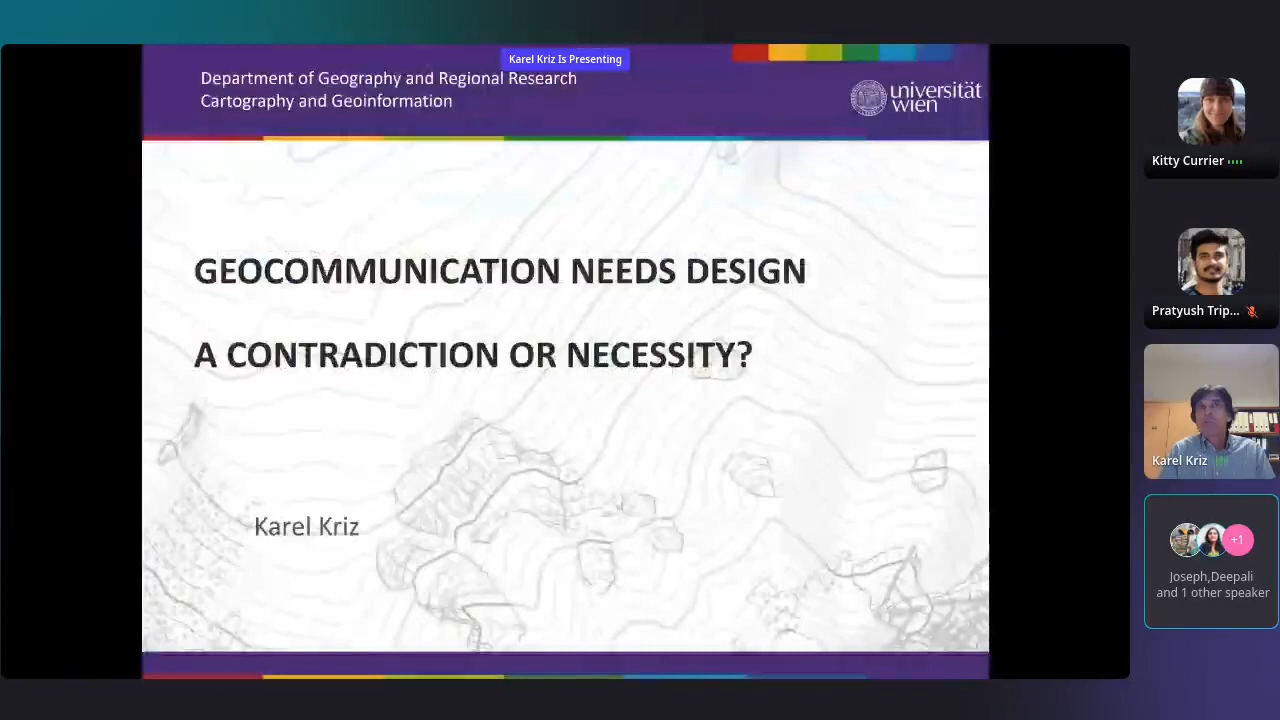 Karel Kriz Is Presenting
Department of Geography and Regional Research
Cartography and Geoinformation
universität
wien
GEOCOMMUNICATION NEEDS DESIGN
A CONTRADICTION OR NECESSITY?
Karel Kriz
Kitty Currier
Pratyush Trip...
Karel Kriz
+1
Joseph,Deepali
and 1 other speaker